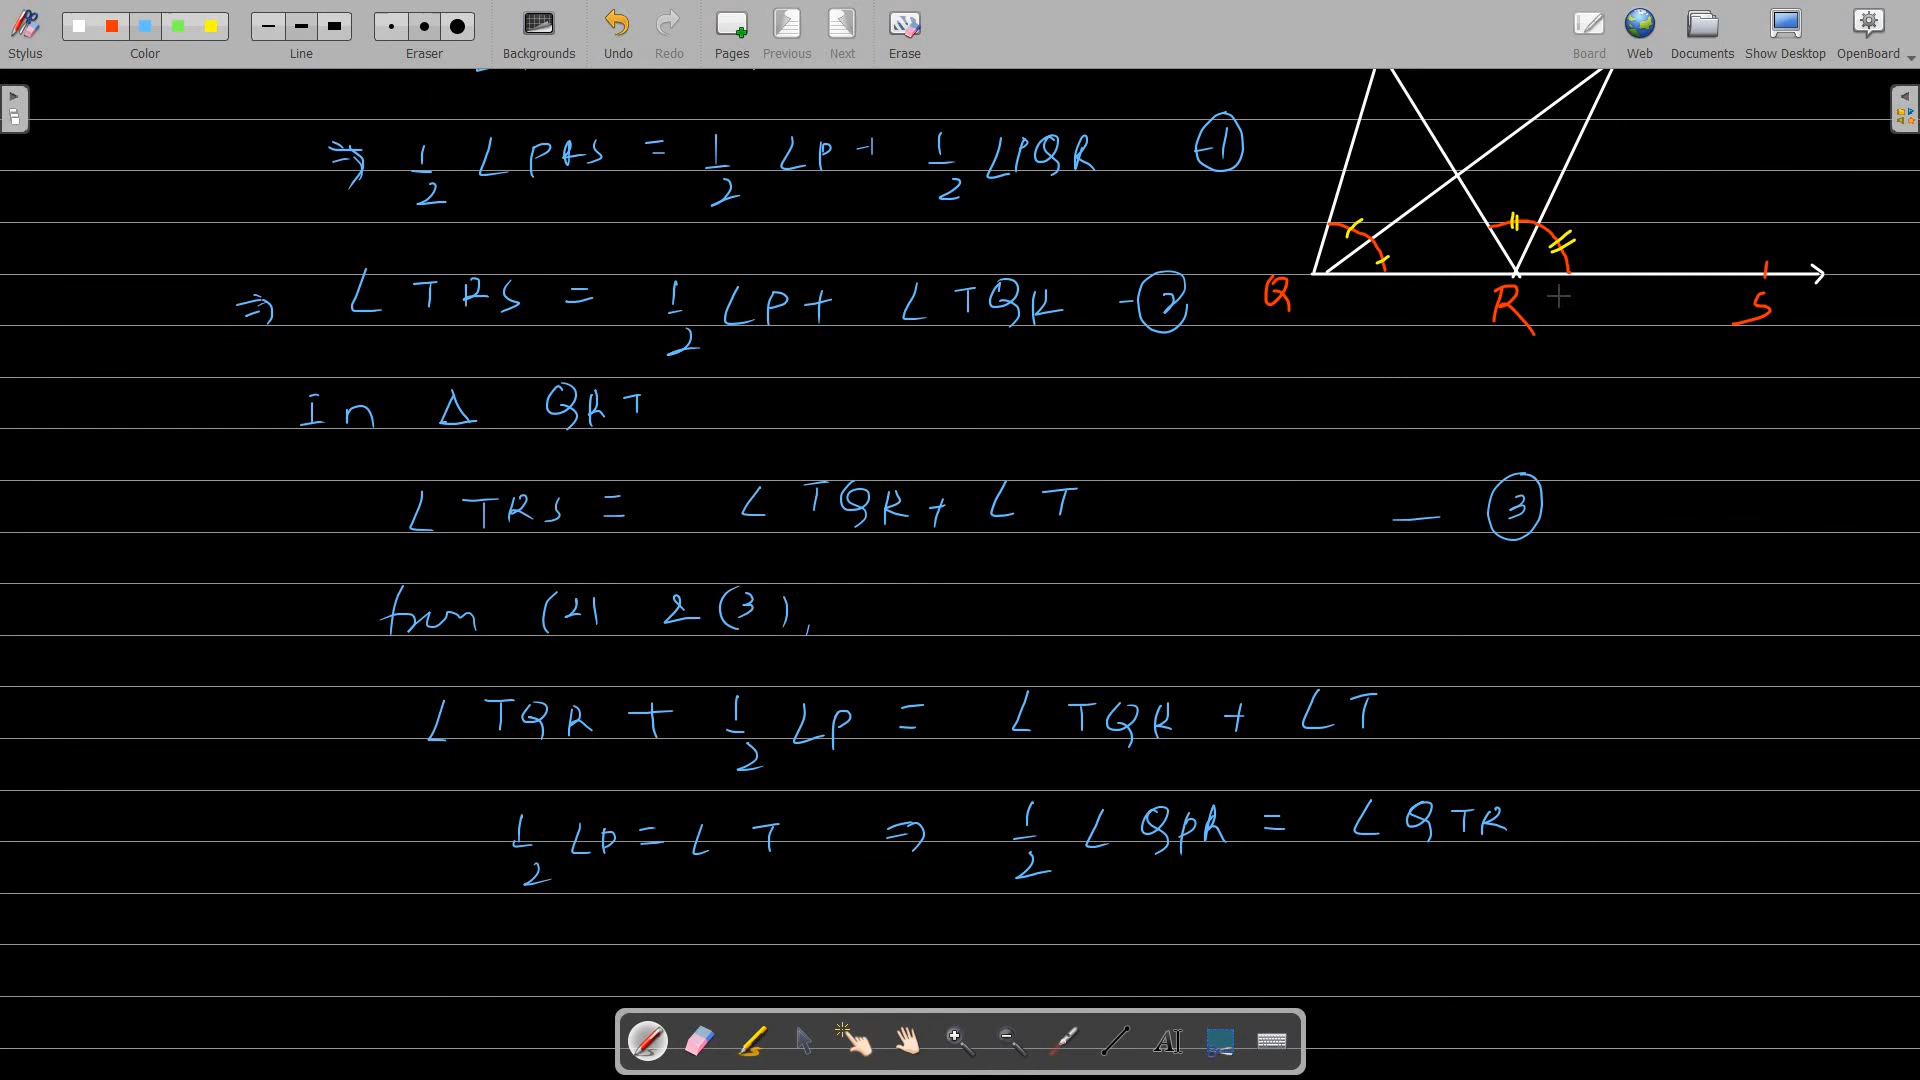 Stylus Color Line Eraser Backgrounds Undo Redo Pages Previous Next Erase Board Web Documents Show Desktop OpenBoard
⇒ 1/2 ∠PRS = 1/2 ∠P + 1/2 ∠PQR -①
⇒ ∠TRS = 1/2 ∠P + ∠TQR -②
Q R S
In Δ QRT
∠TRS = ∠TQR + ∠T — ③
from (2) & (3),
∠TQR + 1/2 ∠P = ∠TQR + ∠T
1/2 ∠P = ∠T ⇒ 1/2 ∠QPR = ∠QTR